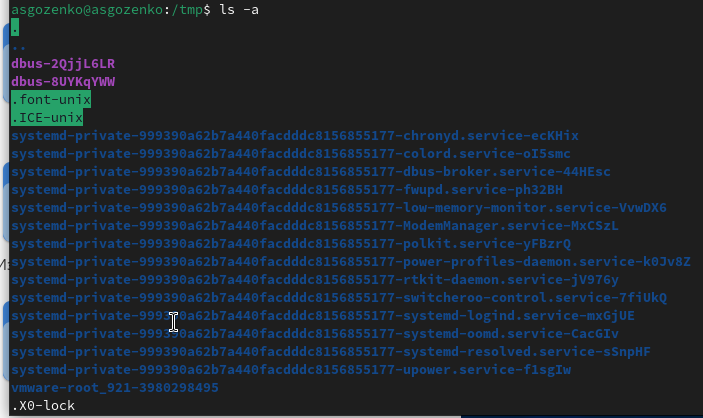 asgozenko@asgozenko:/tmp$ ls -a
.
..
dbus-2QjjL6LR
dbus-8UYKqYWW
.font-unix
.ICE-unix
systemd-private-999390a62b7a440facdddc8156855177-chronyd.service-ecKHix
systemd-private-999390a62b7a440facdddc8156855177-colord.service-oI5smc
systemd-private-999390a62b7a440facdddc8156855177-dbus-broker.service-44HEsc
systemd-private-999390a62b7a440facdddc8156855177-fwupd.service-ph32BH
systemd-private-999390a62b7a440facdddc8156855177-low-memory-monitor.service-VvwDX6
systemd-private-999390a62b7a440facdddc8156855177-ModemManager.service-MxCSzL
systemd-private-999390a62b7a440facdddc8156855177-polkit.service-yFBzrQ
systemd-private-999390a62b7a440facdddc8156855177-power-profiles-daemon.service-k0Jv8Z
systemd-private-999390a62b7a440facdddc8156855177-rtkit-daemon.service-jV976y
systemd-private-999390a62b7a440facdddc8156855177-switcheroo-control.service-7fiUkQ
systemd-private-999390a62b7a440facdddc8156855177-systemd-logind.service-mxGjUE
systemd-private-999390a62b7a440facdddc8156855177-systemd-oomd.service-CacGIv
systemd-private-999390a62b7a440facdddc8156855177-systemd-resolved.service-sSnpHF
systemd-private-999390a62b7a440facdddc8156855177-upower.service-f1sgIw
vmware-root_921-3980298495
.X0-lock